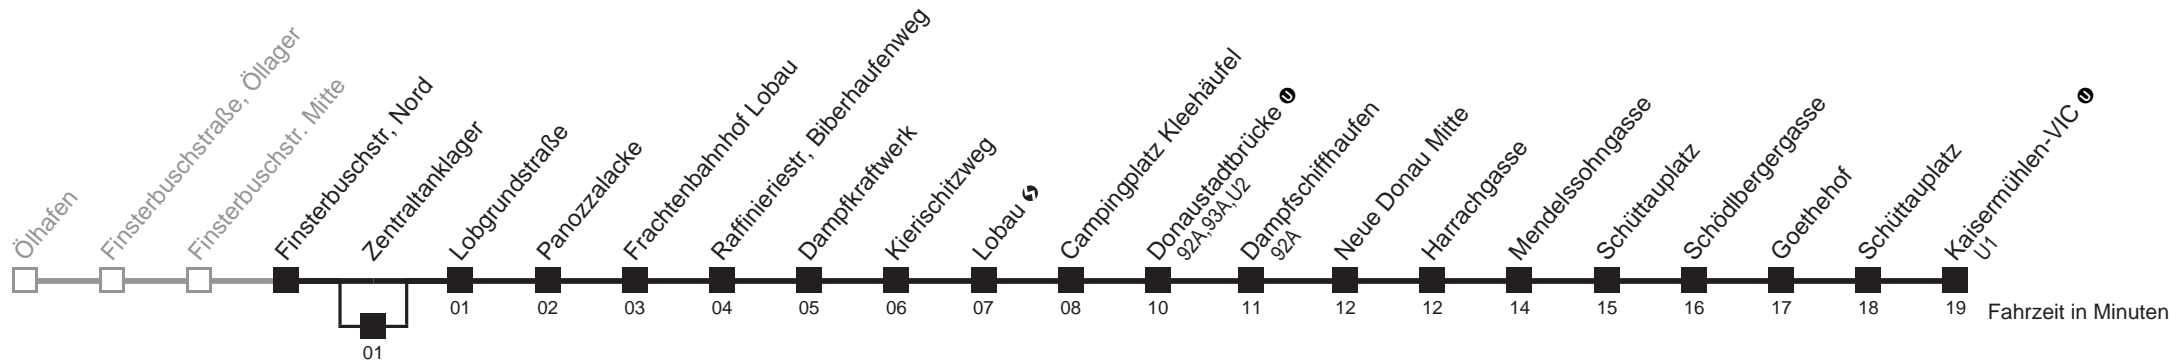 Ölhafen
Finsterbuschstraße, Öllager
Finsterbuschstr. Mitte
Finsterbuschstr, Nord
Zentraltanklager
01
Lobgrundstraße
01
Panozzalacke
02
Frachtenbahnhof Lobau
03
Raffinieriestr, Biberhaufenweg
04
Dampfkraftwerk
05
Kierischitzweg
06
Lobau
07
Campingplatz Kleehäufel
08
Donaustadtbrücke U
92A,93A,U2
10
Dampfschiffhaufen
92A
11
Neue Donau Mitte
12
Harrachgasse
12
Mendelssohngasse
14
Schüttauplatz
15
Schödlbergergasse
16
Goethehof
17
Schüttauplatz
18
Kaisermühlen-VIC U
U1
19
Fahrzeit in Minuten